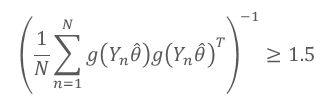 (1/N ∑_{n=1}^{N} g(Y_n θ̂)g(Y_n θ̂)^T)^{-1} ≥ 1.5